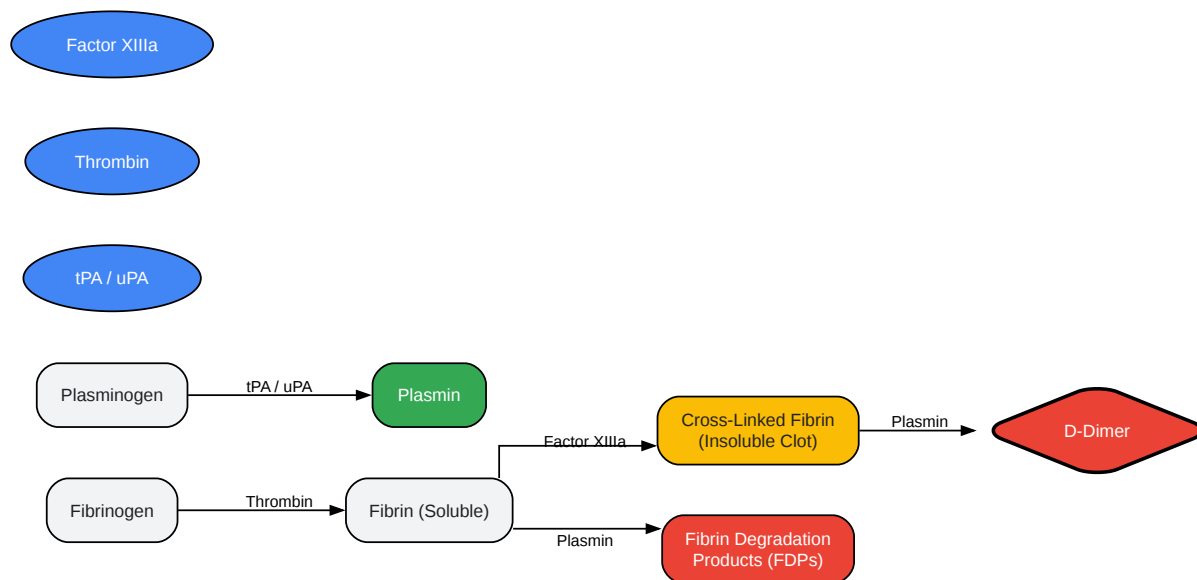 Factor XIIIa
Thrombin
tPA / uPA
Plasminogen
tPA / uPA
Plasmin
Cross-Linked Fibrin
(Insoluble Clot)
Plasmin
D-Dimer
Factor XIIIa
Fibrinogen
Thrombin
Fibrin (Soluble)
Plasmin
Fibrin Degradation
Products (FDPs)